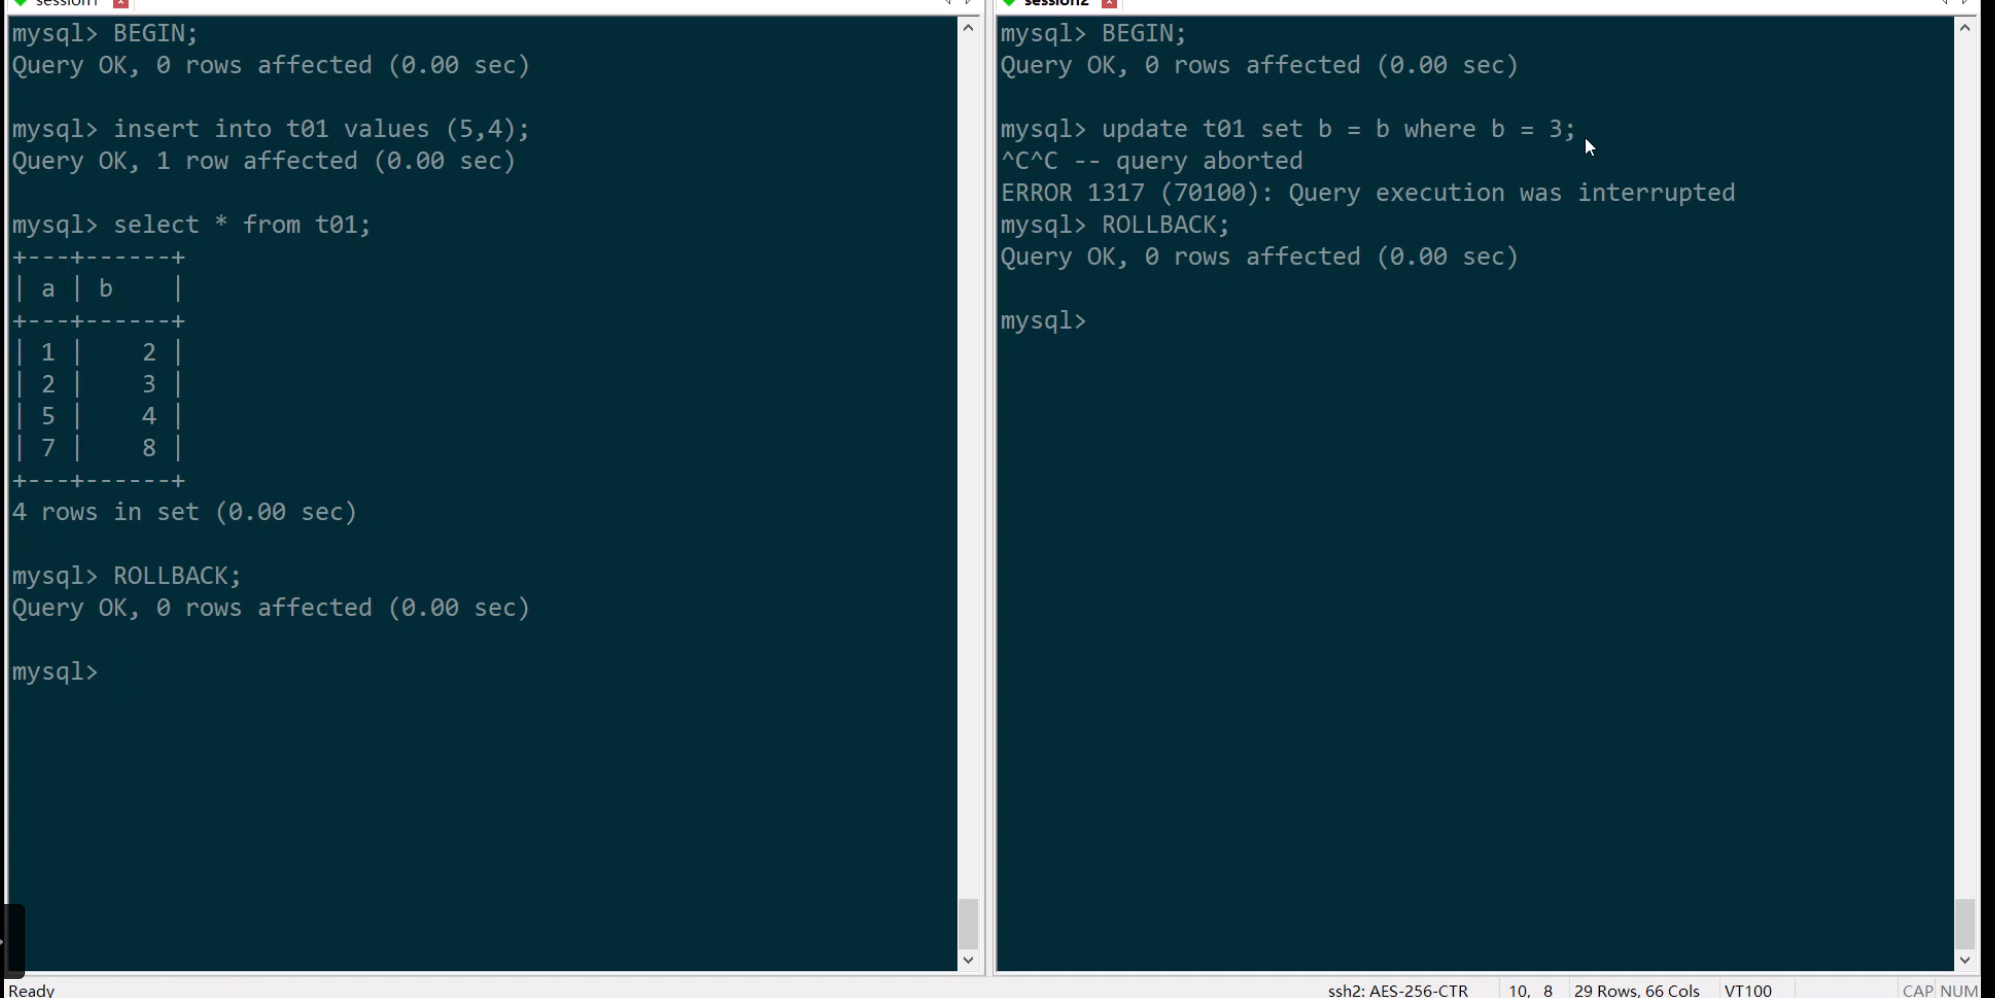 session1
session2
mysql> BEGIN;
Query OK, 0 rows affected (0.00 sec)
mysql> insert into t01 values (5,4);
Query OK, 1 row affected (0.00 sec)
mysql> select * from t01;
+---+------+
| a | b    |
+---+------+
| 1 |    2 |
| 2 |    3 |
| 5 |    4 |
| 7 |    8 |
+---+------+
4 rows in set (0.00 sec)
mysql> ROLLBACK;
Query OK, 0 rows affected (0.00 sec)
mysql>
mysql> BEGIN;
Query OK, 0 rows affected (0.00 sec)
mysql> update t01 set b = b where b = 3;
^C^C -- query aborted
ERROR 1317 (70100): Query execution was interrupted
mysql> ROLLBACK;
Query OK, 0 rows affected (0.00 sec)
mysql>
Ready
ssh2: AES-256-CTR
10, 8
29 Rows, 66 Cols
VT100
CAP NUM